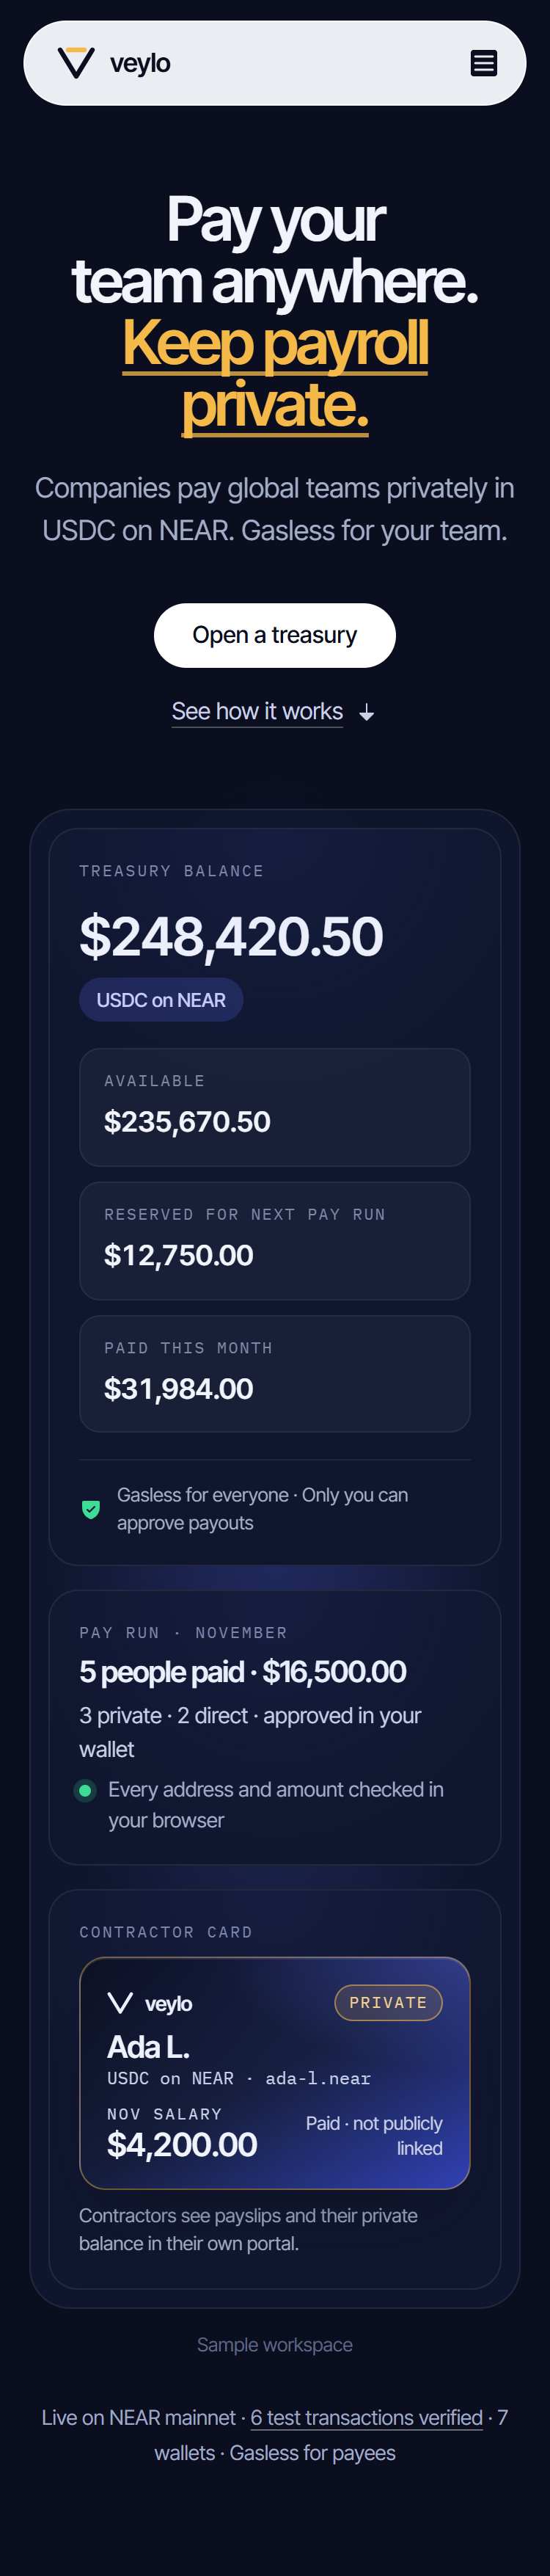 veylo
Pay your
team anywhere.
Keep payroll
private.
Companies pay global teams privately in
USDC on NEAR. Gasless for your team.
Open a treasury
See how it works
TREASURY BALANCE
$248,420.50
USDC on NEAR
AVAILABLE
$235,670.50
RESERVED FOR NEXT PAY RUN
$12,750.00
PAID THIS MONTH
$31,984.00
Gasless for everyone · Only you can
approve payouts
PAY RUN · NOVEMBER
5 people paid · $16,500.00
3 private · 2 direct · approved in your
wallet
Every address and amount checked in
your browser
CONTRACTOR CARD
veylo
PRIVATE
Ada L.
USDC on NEAR · ada-l.near
NOV SALARY
$4,200.00
Paid · not publicly
linked
Contractors see payslips and their private
balance in their own portal.
Sample workspace
Live on NEAR mainnet · 6 test transactions verified · 7
wallets · Gasless for payees